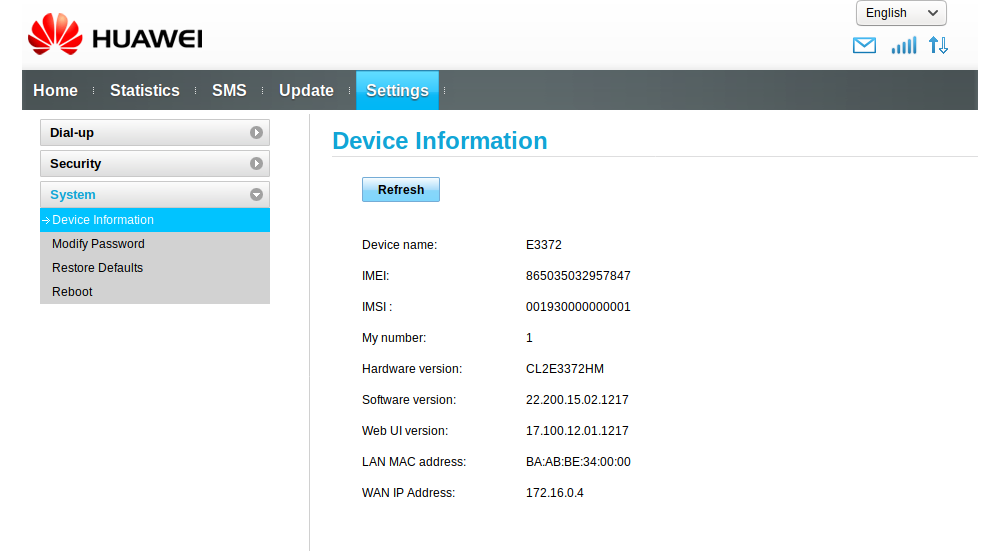 English
HUAWEI
Home Statistics SMS Update Settings
Dial-up
Security
System
Device Information
Modify Password
Restore Defaults
Reboot
Device Information
Refresh
Device name: E3372
IMEI: 865035032957847
IMSI : 001930000000001
My number: 1
Hardware version: CL2E3372HM
Software version: 22.200.15.02.1217
Web UI version: 17.100.12.01.1217
LAN MAC address: BA:AB:BE:34:00:00
WAN IP Address: 172.16.0.4